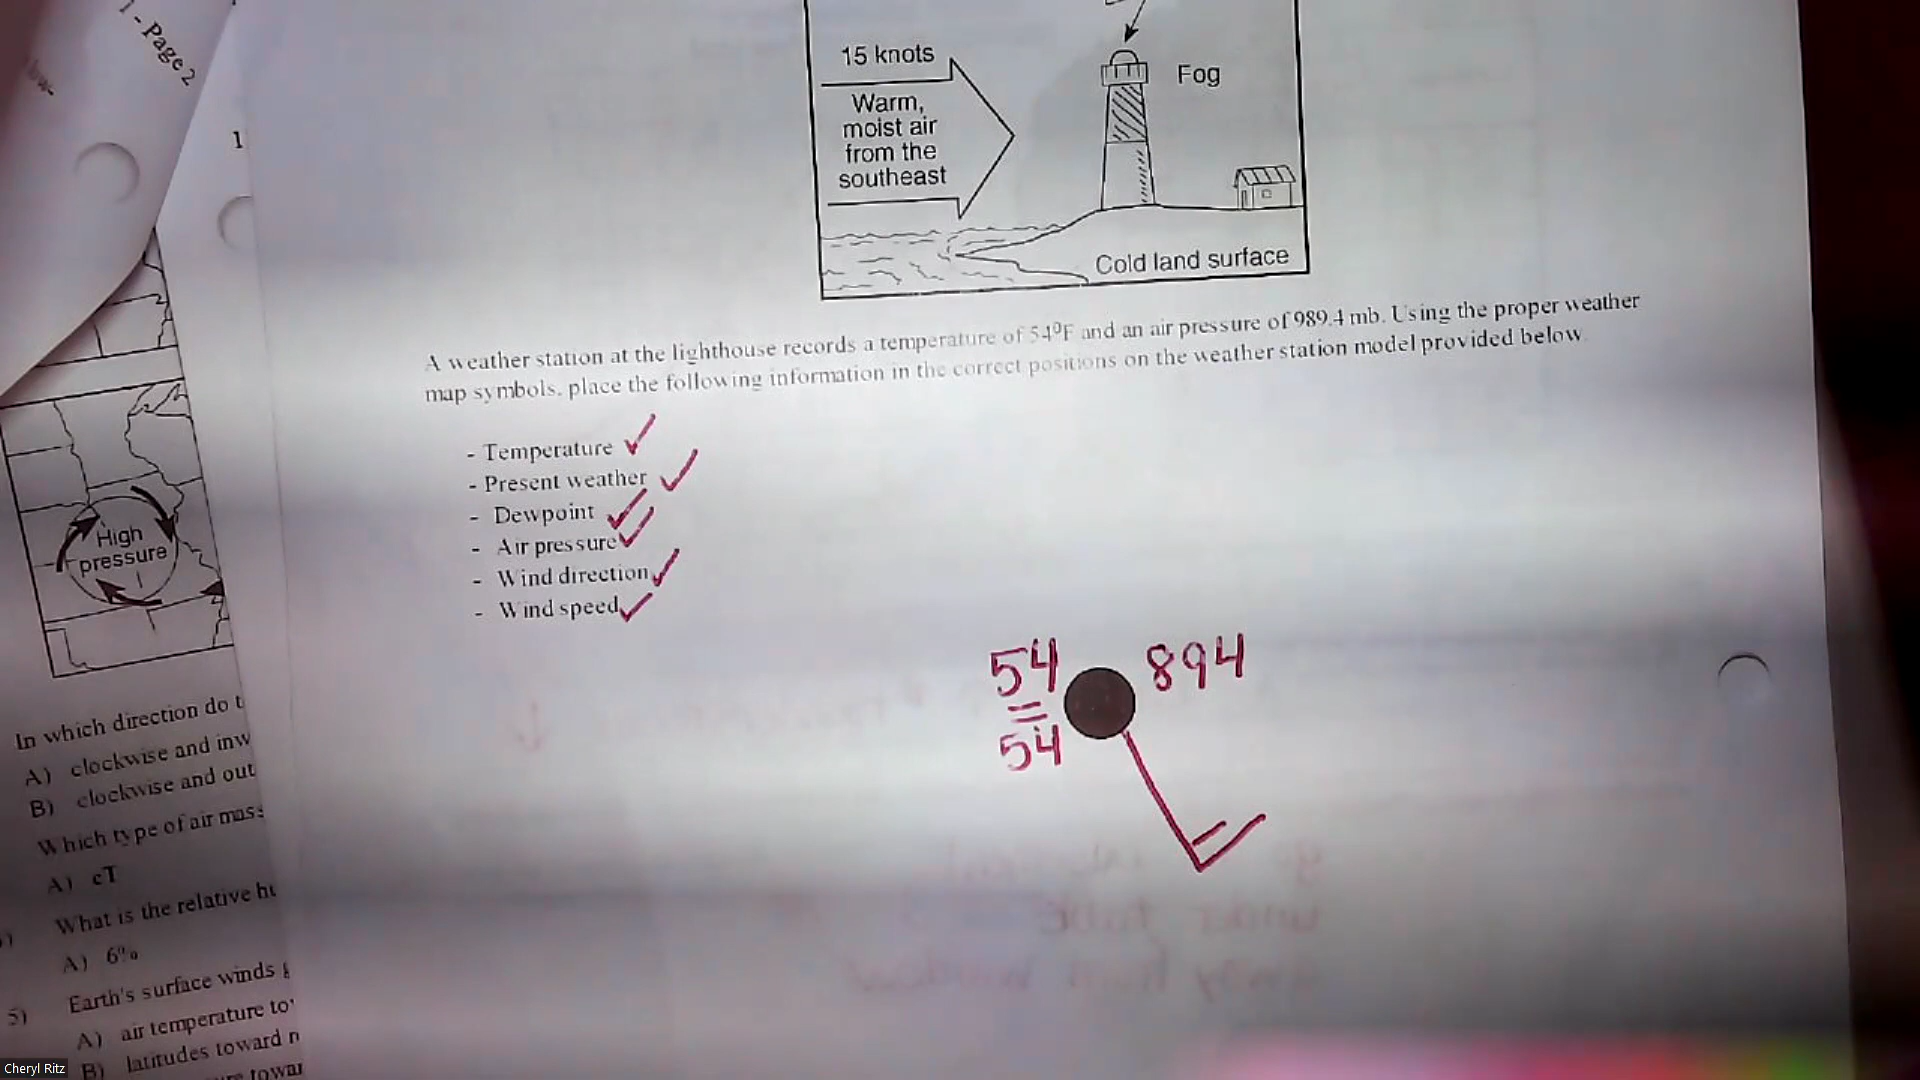 1 - Page 2
1
15 knots
Warm,
moist air
from the
southeast
Fog
Cold land surface
A weather station at the lighthouse records a temperature of 54⁰F and an air pressure of 989.4 mb. Using the proper weather
map symbols, place the following information in the correct positions on the weather station model provided below.
- Temperature
- Present weather
- Dewpoint
- Air pressure
- Wind direction
- Wind speed
54
=
54
894
High
pressure
In which direction do t
A) clockwise and inw
B) clockwise and out
Which type of air mass
A) cT
What is the relative hu
A) 6%
5) Earth's surface winds g
A) air temperature to
B) latitudes toward n
Cheryl Ritz